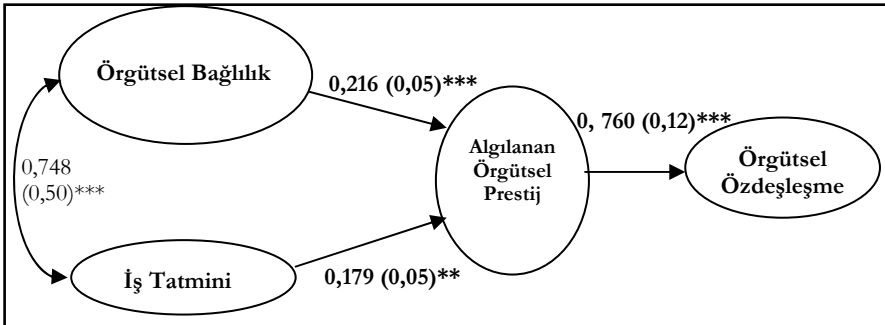 Örgütsel Bağlılık
0,216 (0,05)***
0, 760 (0,12)***
Algılanan
Örgütsel
Prestij
Örgütsel
Özdeşleşme
0,748
(0,50)***
İş Tatmini
0,179 (0,05)**